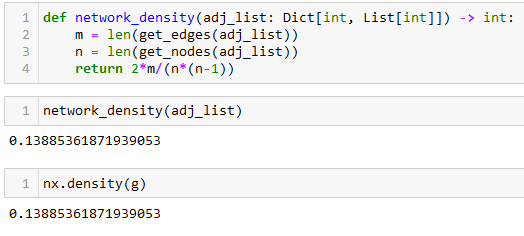 1 def network_density(adj_list: Dict[int, List[int]]) -> int:
2     m = len(get_edges(adj_list))
3     n = len(get_nodes(adj_list))
4     return 2*m/(n*(n-1))
1 network_density(adj_list)
0.13885361871939053
1 nx.density(g)
0.13885361871939053